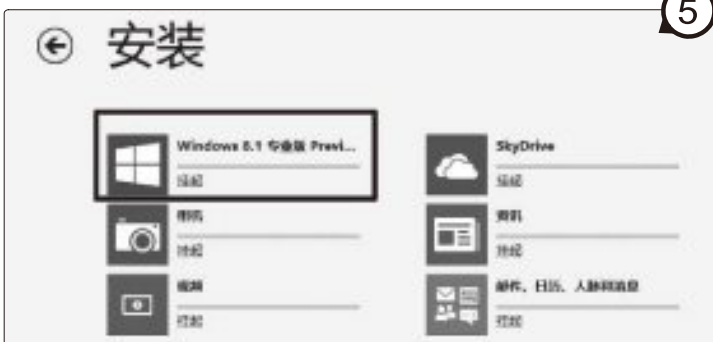 5
安装
Windows 8.1 专业版 Previ...
挂起
SkyDrive
挂起
相机
挂起
资讯
挂起
视频
挂起
邮件、日历、人脉和消息
挂起